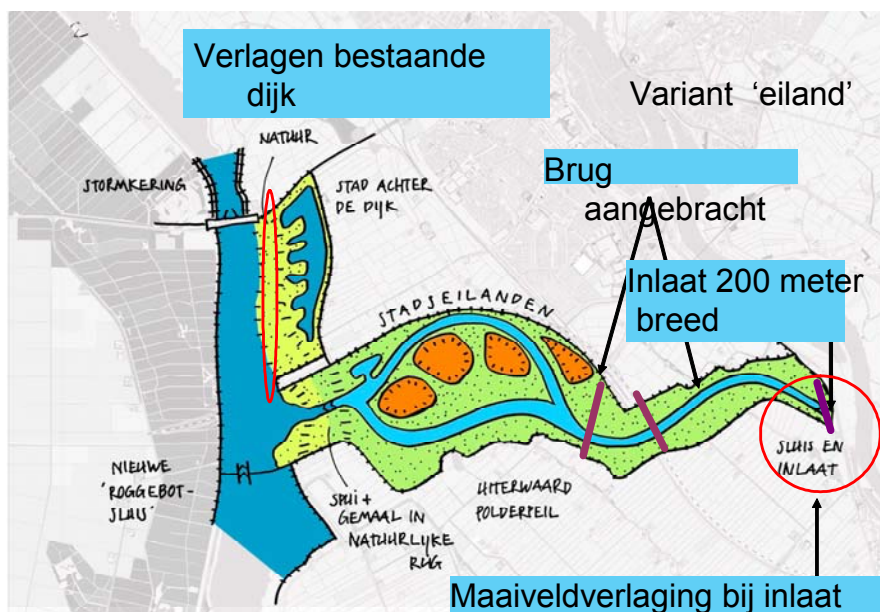 Verlagen bestaande
dijk
Variant 'eiland'
NATUUR
STORMKERING
STAD ACHTER
DE DIJK
Brug
aangebracht
Inlaat 200 meter
breed
STADSEILANDEN
SLUIS EN
INLAAT
NIEUWE
'ROGGEBOT-
SLUIS'
SPUI +
GEMAAL IN
NATUURLIJKE
RUG
UITERWAARD
POLDERPEIL
Maaiveldverlaging bij inlaat